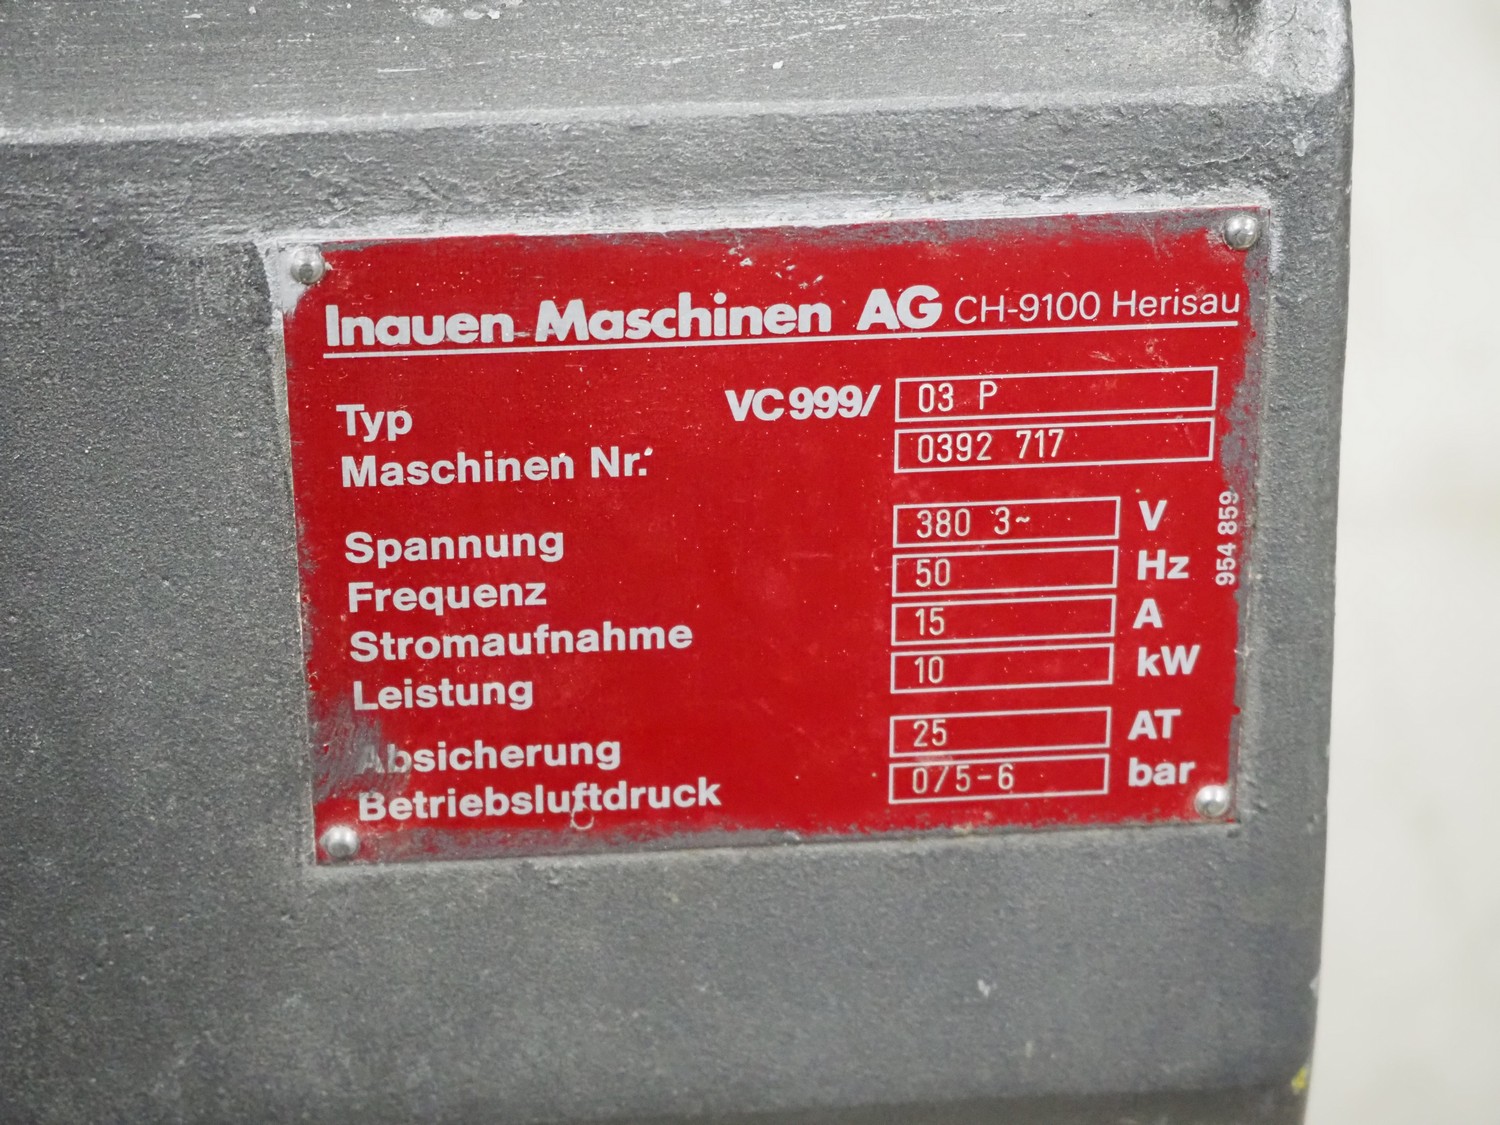 Inauen Maschinen AG CH-9100 Herisau
Typ VC999/ 03 P
Maschinen Nr. 0392 717
Spannung 380 3~ V
Frequenz 50 Hz
Stromaufnahme 15 A
Leistung 10 kW
Absicherung 25 AT
Betriebsluftdruck 0/5-6 bar
954 859